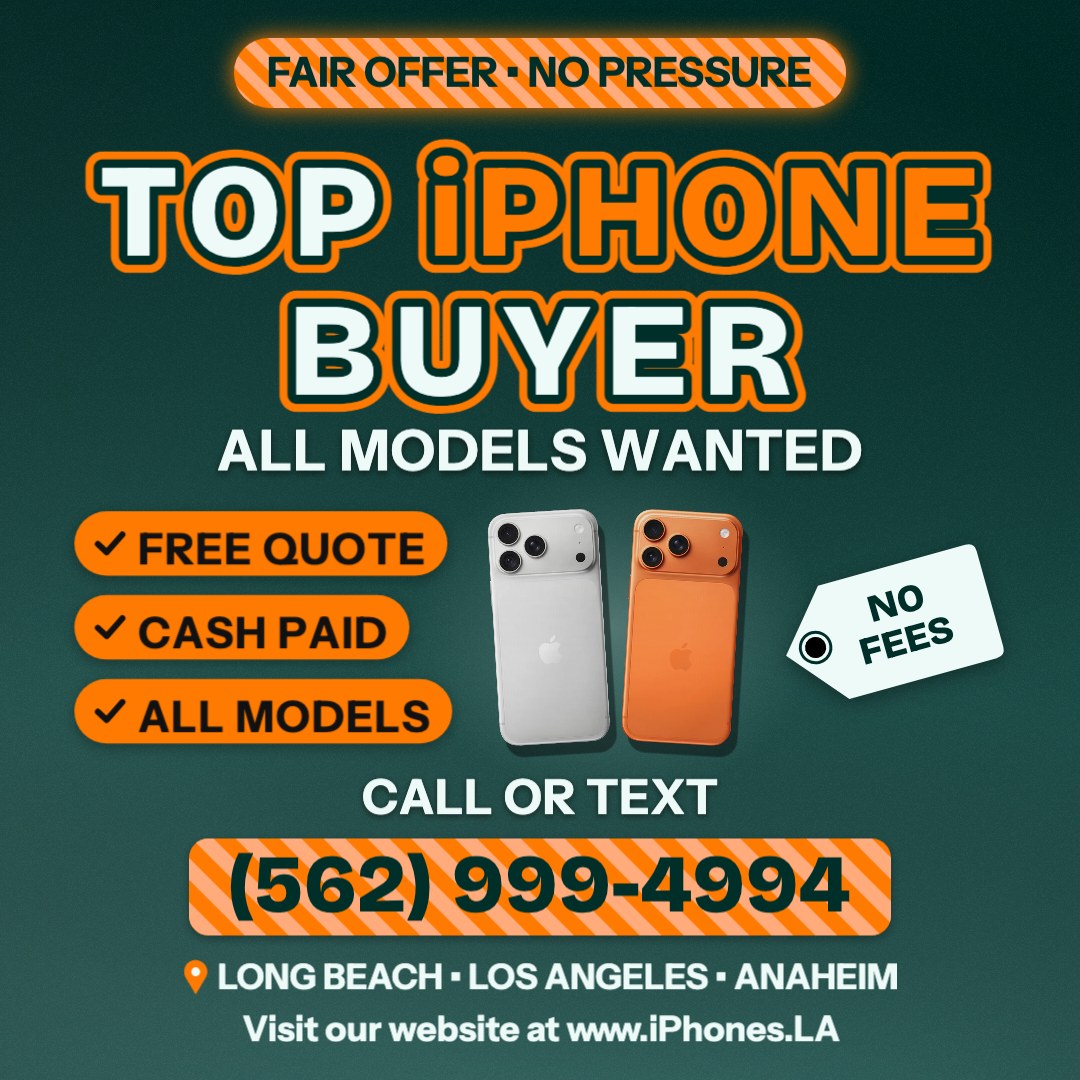 FAIR OFFER ▪ NO PRESSURE
TOP iPHONE
BUYER
ALL MODELS WANTED
✓ FREE QUOTE
✓ CASH PAID
✓ ALL MODELS
NO
FEES
CALL OR TEXT
(562) 999-4994
LONG BEACH ▪ LOS ANGELES ▪ ANAHEIM
Visit our website at www.iPhones.LA